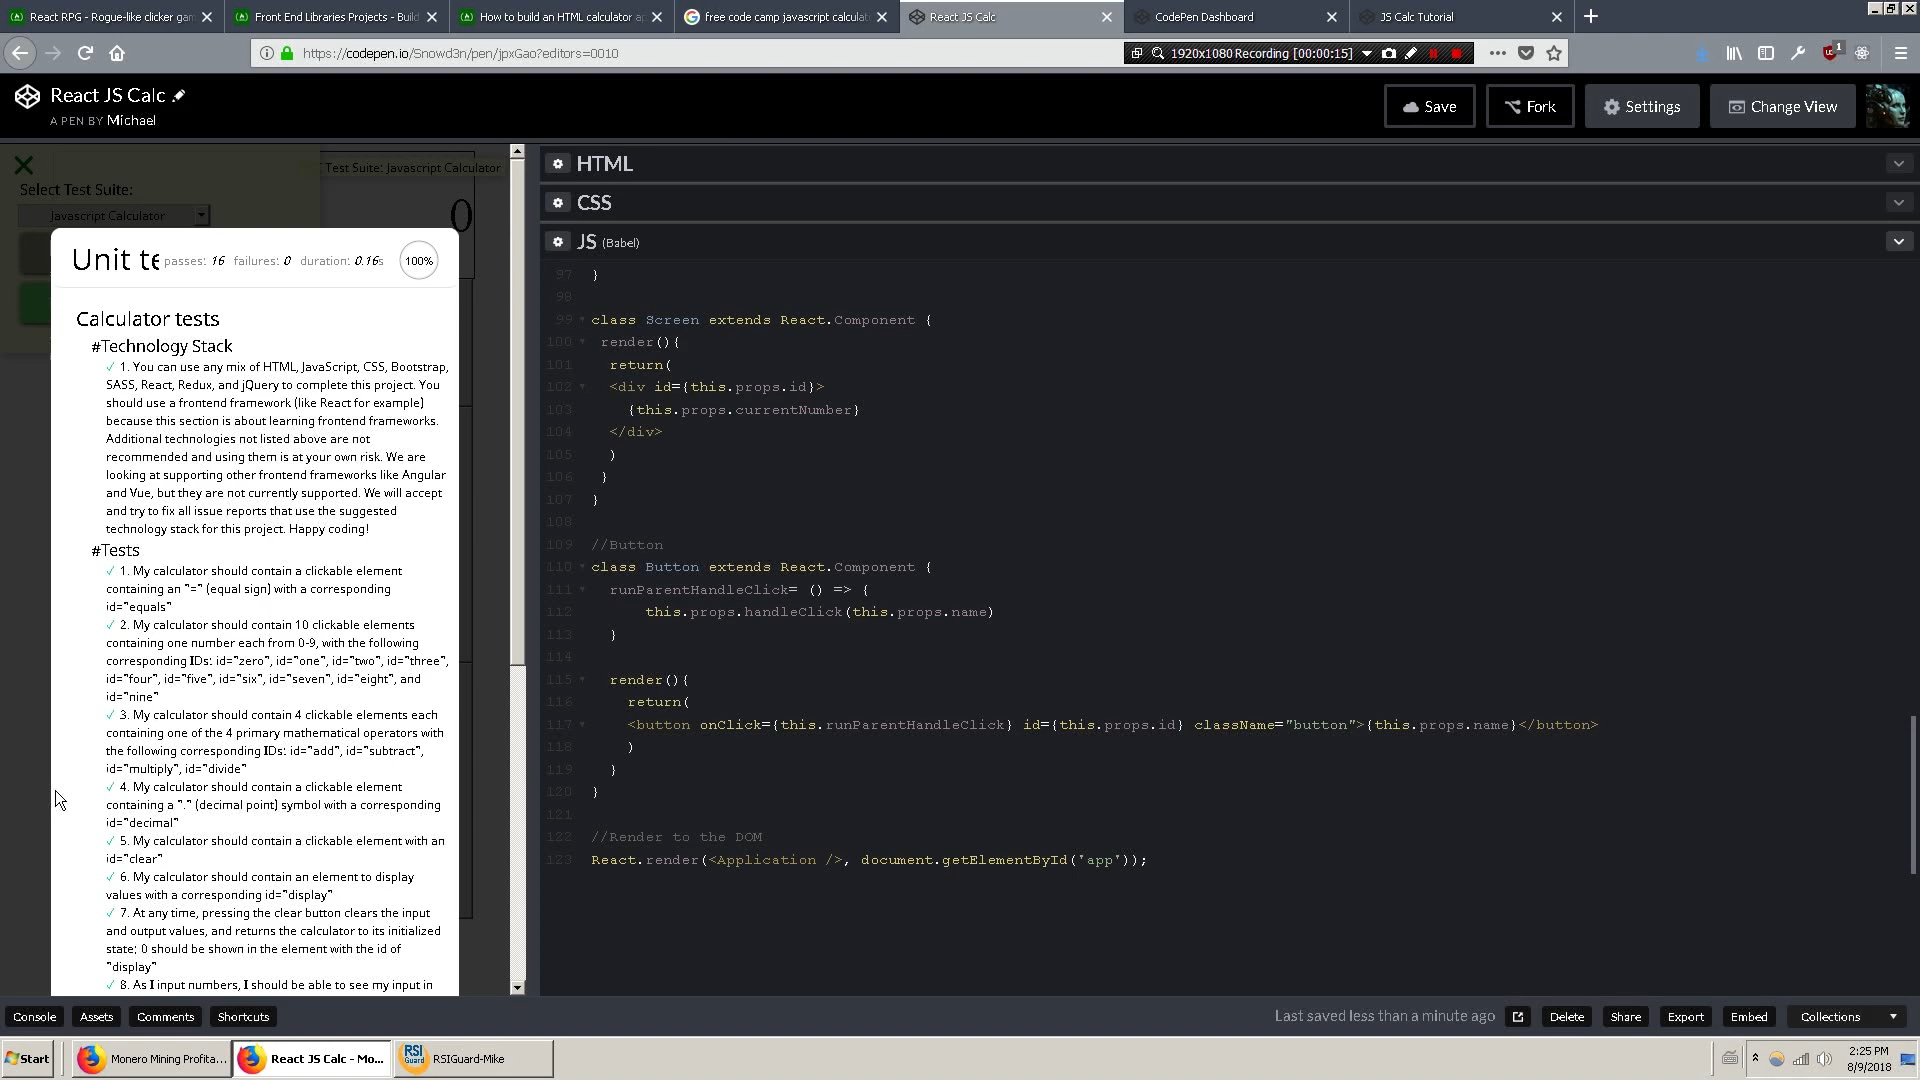 React RPG - Rogue-like clicker gam
Front End Libraries Projects - Build
How to build an HTML calculator a
free code camp javascript calculat
React JS Calc
CodePen Dashboard
JS Calc Tutorial
https://codepen.io/Snowd3n/pen/jpxGao?editors=0010
1920x1080 Recording [00:00:15]
1
React JS Calc
A PEN BY Michael
Save
Fork
Settings
Change View
Test Suite: Javascript Calculator
Select Test Suite:
Javascript Calculator
0
Unit te
passes: 16 failures: 0 duration: 0.16s
100%
Calculator tests
#Technology Stack
✓ 1. You can use any mix of HTML, JavaScript, CSS, Bootstrap,
SASS, React, Redux, and jQuery to complete this project. You
should use a frontend framework (like React for example)
because this section is about learning frontend frameworks.
Additional technologies not listed above are not
recommended and using them is at your own risk. We are
looking at supporting other frontend frameworks like Angular
and Vue, but they are not currently supported. We will accept
and try to fix all issue reports that use the suggested
technology stack for this project. Happy coding!
#Tests
✓ 1. My calculator should contain a clickable element
containing an "=" (equal sign) with a corresponding
id="equals"
✓ 2. My calculator should contain 10 clickable elements
containing one number each from 0-9, with the following
corresponding IDs: id="zero", id="one", id="two", id="three",
id="four", id="five", id="six", id="seven", id="eight", and
id="nine"
✓ 3. My calculator should contain 4 clickable elements each
containing one of the 4 primary mathematical operators with
the following corresponding IDs: id="add", id="subtract",
id="multiply", id="divide"
✓ 4. My calculator should contain a clickable element
containing a "." (decimal point) symbol with a corresponding
id="decimal"
✓ 5. My calculator should contain a clickable element with an
id="clear"
✓ 6. My calculator should contain an element to display
values with a corresponding id="display"
✓ 7. At any time, pressing the clear button clears the input
and output values, and returns the calculator to its initialized
state; 0 should be shown in the element with the id of
"display"
✓ 8. As I input numbers, I should be able to see my input in
HTML
CSS
JS (Babel)
97 }
98
99 class Screen extends React.Component {
100 render(){
101 return(
102 <div id={this.props.id}>
103 {this.props.currentNumber}
104 </div>
105 )
106 }
107 }
108
109 //Button
110 class Button extends React.Component {
111 runParentHandleClick= () => {
112 this.props.handleClick(this.props.name)
113 }
114
115 render(){
116 return(
117 <button onClick={this.runParentHandleClick} id={this.props.id} className="button">{this.props.name}</button>
118 )
119 }
120 }
121
122 //Render to the DOM
123 React.render(<Application />, document.getElementById('app'));
Console
Assets
Comments
Shortcuts
Last saved less than a minute ago
Delete
Share
Export
Embed
Collections
Start
Monero Mining Profita...
React JS Calc - Mo...
RSI Guard
RSIGuard-Mike
2:25 PM
8/9/2018